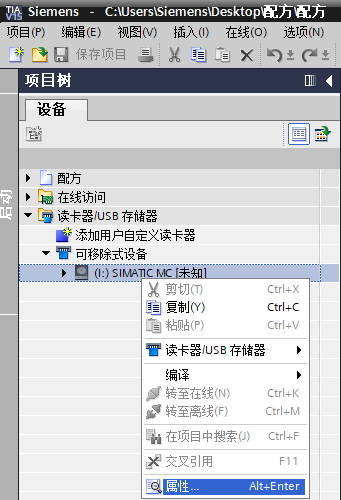 TIA V15 Siemens - C:\Users\Siemens\Desktop\配方\配方
项目(P) 编辑(E) 视图(V) 插入(I) 在线(O) 选项(N)
保存项目
项目树
设备
启动
配方
在线访问
读卡器/USB 存储器
添加用户自定义读卡器
可移除式设备
(I:) SIMATIC MC [未知]
剪切(T) Ctrl+X
复制(Y) Ctrl+C
粘贴(P) Ctrl+V
读卡器/USB 存储器
编译
转至在线(N) Ctrl+K
转至离线(F) Ctrl+M
在项目中搜索(J) Ctrl+F
交叉引用 F11
属性... Alt+Enter